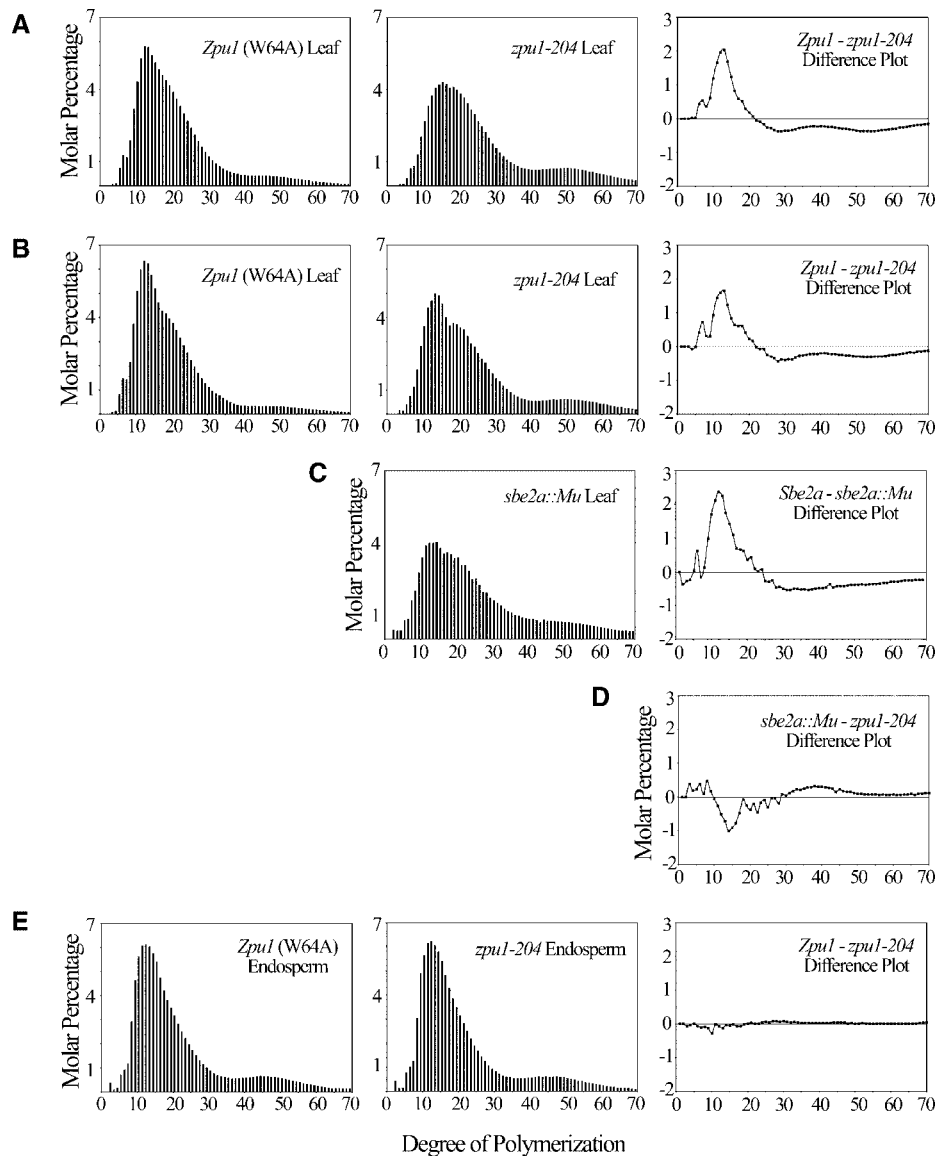 A
Molar Percentage
7
4
1
0 10 20 30 40 50 60 70
Zpu1 (W64A) Leaf
7
4
1
0 10 20 30 40 50 60 70
zpu1-204 Leaf
3
2
1
0
-1
-2
0 10 20 30 40 50 60 70
Zpu1 - zpu1-204
Difference Plot
B
Molar Percentage
7
4
1
0 10 20 30 40 50 60 70
Zpu1 (W64A) Leaf
7
4
1
0 10 20 30 40 50 60 70
zpu1-204 Leaf
3
2
1
0
-1
-2
0 10 20 30 40 50 60 70
Zpu1 - zpu1-204
Difference Plot
C
Molar Percentage
7
4
1
0 10 20 30 40 50 60 70
sbe2a::Mu Leaf
3
2
1
0
-1
-2
0 10 20 30 40 50 60 70
Sbe2a - sbe2a::Mu
Difference Plot
D
Molar Percentage
3
2
1
0
-1
-2
0 10 20 30 40 50 60 70
sbe2a::Mu - zpu1-204
Difference Plot
E
Molar Percentage
7
4
1
0 10 20 30 40 50 60 70
Zpu1 (W64A)
Endosperm
7
4
1
0 10 20 30 40 50 60 70
zpu1-204 Endosperm
3
2
1
0
-1
-2
0 10 20 30 40 50 60 70
Zpu1 - zpu1-204
Difference Plot
Degree of Polymerization